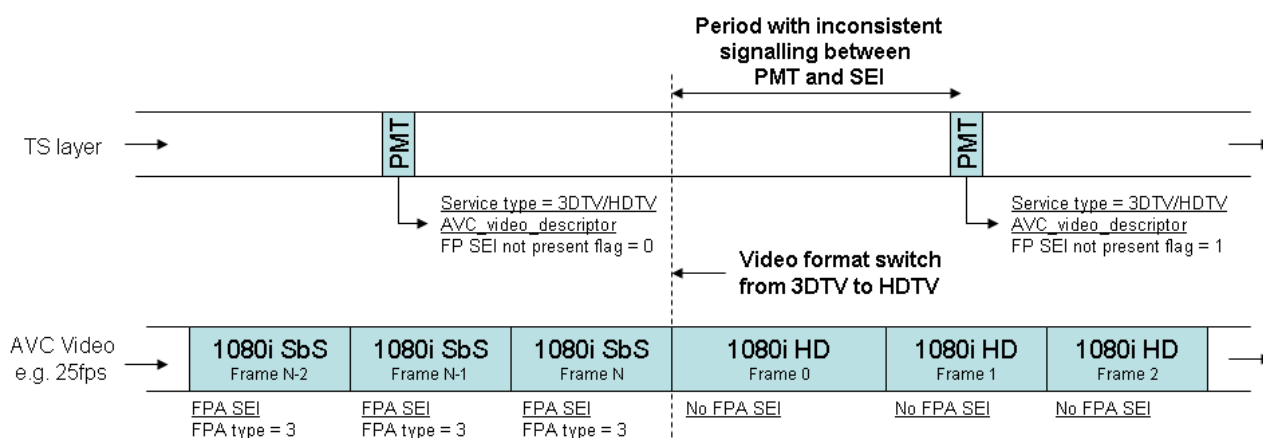 Period with inconsistent
signalling between
PMT and SEI
TS layer
PMT
PMT
Service type = 3DTV/HDTV
AVC_video_descriptor
FP SEI not present flag = 0
Service type = 3DTV/HDTV
AVC_video_descriptor
FP SEI not present flag = 1
Video format switch
from 3DTV to HDTV
AVC Video
e.g. 25fps
1080i SbS
Frame N-2
1080i SbS
Frame N-1
1080i SbS
Frame N
1080i HD
Frame 0
1080i HD
Frame 1
1080i HD
Frame 2
FPA SEI
FPA type = 3
FPA SEI
FPA type = 3
FPA SEI
FPA type = 3
No FPA SEI
No FPA SEI
No FPA SEI